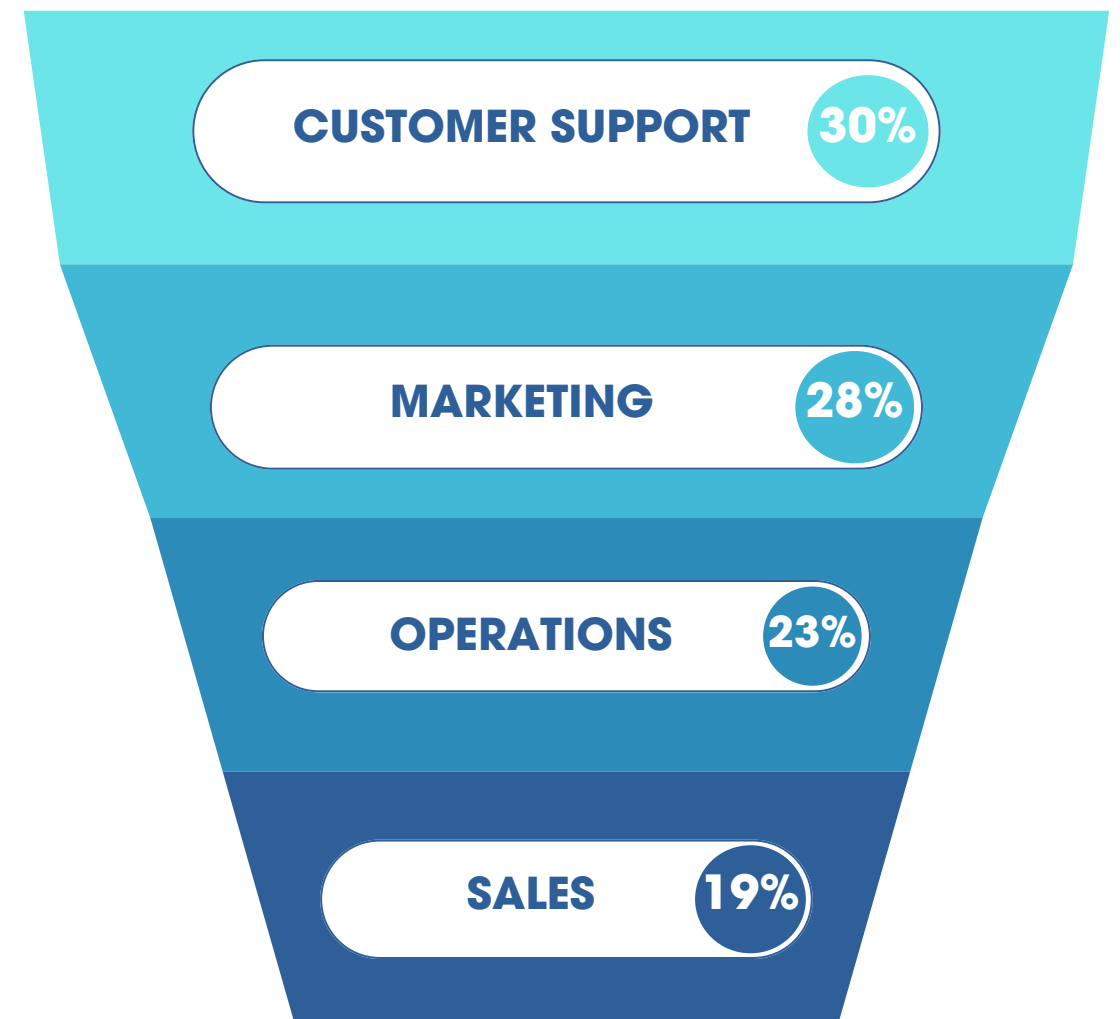 CUSTOMER SUPPORT 30%
MARKETING 28%
OPERATIONS 23%
SALES 19%